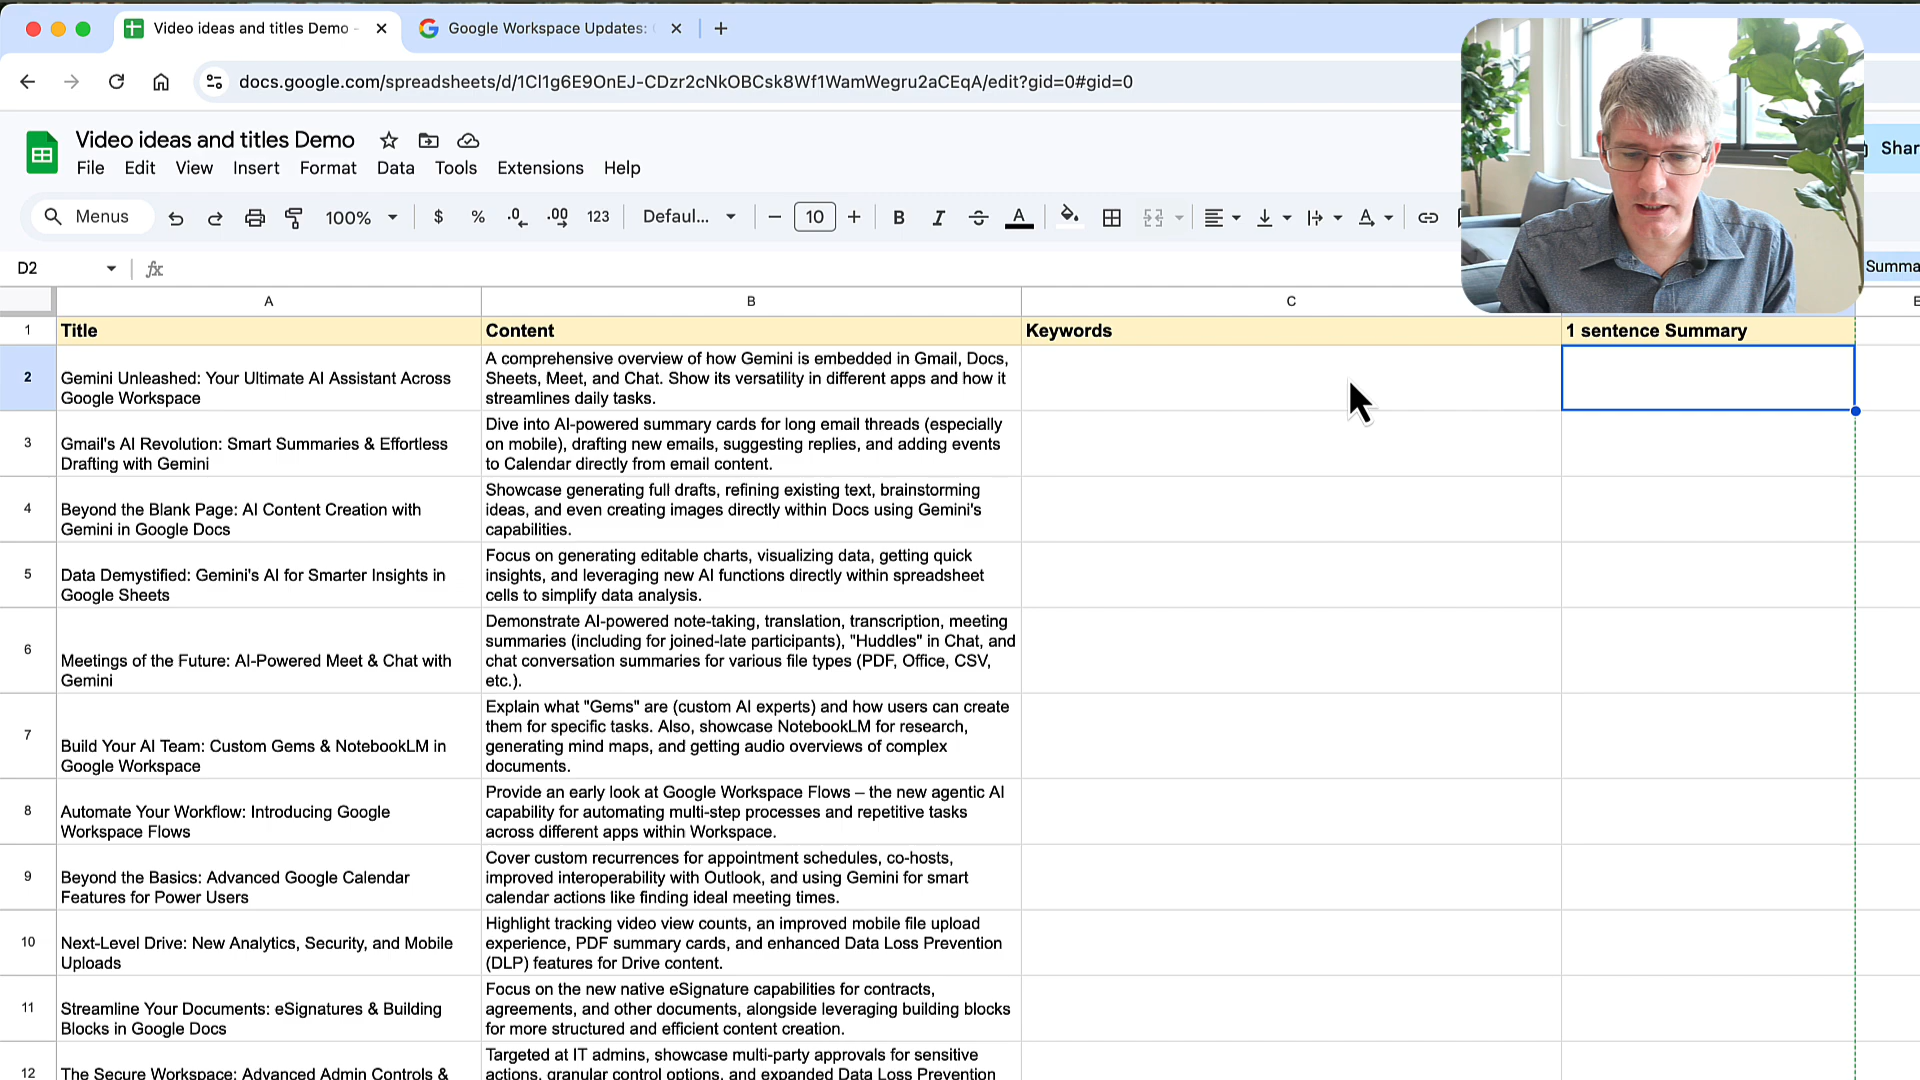 Video ideas and titles Demo -
Google Workspace Updates:
docs.google.com/spreadsheets/d/1Cl1g6E9OnEJ-CDzr2cNkOBCsk8Wf1WamWegru2aCEqA/edit?gid=0#gid=0
Video ideas and titles Demo
Shar
File Edit View Insert Format Data Tools Extensions Help
Menus 100% $ % .0 .00 123 Defaul... 10 B I S A
D2 fx
Summa
A B C E
1 Title Content Keywords 1 sentence Summary
2
Gemini Unleashed: Your Ultimate AI Assistant Across
Google Workspace
A comprehensive overview of how Gemini is embedded in Gmail, Docs,
Sheets, Meet, and Chat. Show its versatility in different apps and how it
streamlines daily tasks.
3
Gmail's AI Revolution: Smart Summaries & Effortless
Drafting with Gemini
Dive into AI-powered summary cards for long email threads (especially
on mobile), drafting new emails, suggesting replies, and adding events
to Calendar directly from email content.
4
Beyond the Blank Page: AI Content Creation with
Gemini in Google Docs
Showcase generating full drafts, refining existing text, brainstorming
ideas, and even creating images directly within Docs using Gemini's
capabilities.
5
Data Demystified: Gemini's AI for Smarter Insights in
Google Sheets
Focus on generating editable charts, visualizing data, getting quick
insights, and leveraging new AI functions directly within spreadsheet
cells to simplify data analysis.
6
Meetings of the Future: AI-Powered Meet & Chat with
Gemini
Demonstrate AI-powered note-taking, translation, transcription, meeting
summaries (including for joined-late participants), "Huddles" in Chat, and
chat conversation summaries for various file types (PDF, Office, CSV,
etc.).
7
Build Your AI Team: Custom Gems & NotebookLM in
Google Workspace
Explain what "Gems" are (custom AI experts) and how users can create
them for specific tasks. Also, showcase NotebookLM for research,
generating mind maps, and getting audio overviews of complex
documents.
8
Automate Your Workflow: Introducing Google
Workspace Flows
Provide an early look at Google Workspace Flows – the new agentic AI
capability for automating multi-step processes and repetitive tasks
across different apps within Workspace.
9
Beyond the Basics: Advanced Google Calendar
Features for Power Users
Cover custom recurrences for appointment schedules, co-hosts,
improved interoperability with Outlook, and using Gemini for smart
calendar actions like finding ideal meeting times.
10
Next-Level Drive: New Analytics, Security, and Mobile
Uploads
Highlight tracking video view counts, an improved mobile file upload
experience, PDF summary cards, and enhanced Data Loss Prevention
(DLP) features for Drive content.
11
Streamline Your Documents: eSignatures & Building
Blocks in Google Docs
Focus on the new native eSignature capabilities for contracts,
agreements, and other documents, alongside leveraging building blocks
for more structured and efficient content creation.
12
The Secure Workspace: Advanced Admin Controls &
Targeted at IT admins, showcase multi-party approvals for sensitive
actions, granular control options, and expanded Data Loss Prevention